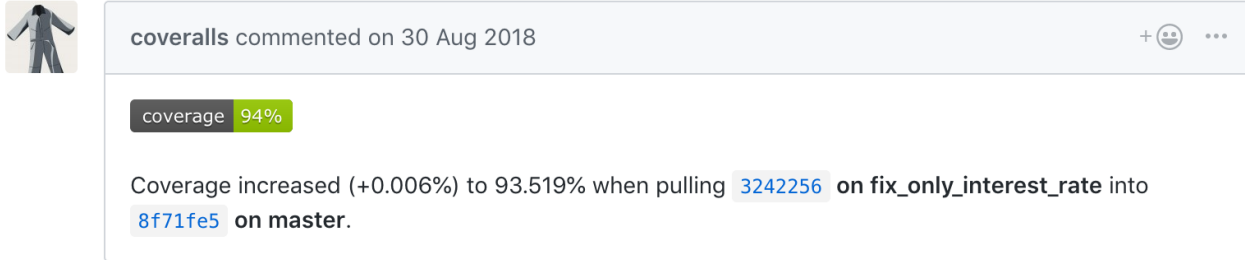 coveralls commented on 30 Aug 2018
coverage 94%
Coverage increased (+0.006%) to 93.519% when pulling 3242256 on fix_only_interest_rate into
8f71fe5 on master.